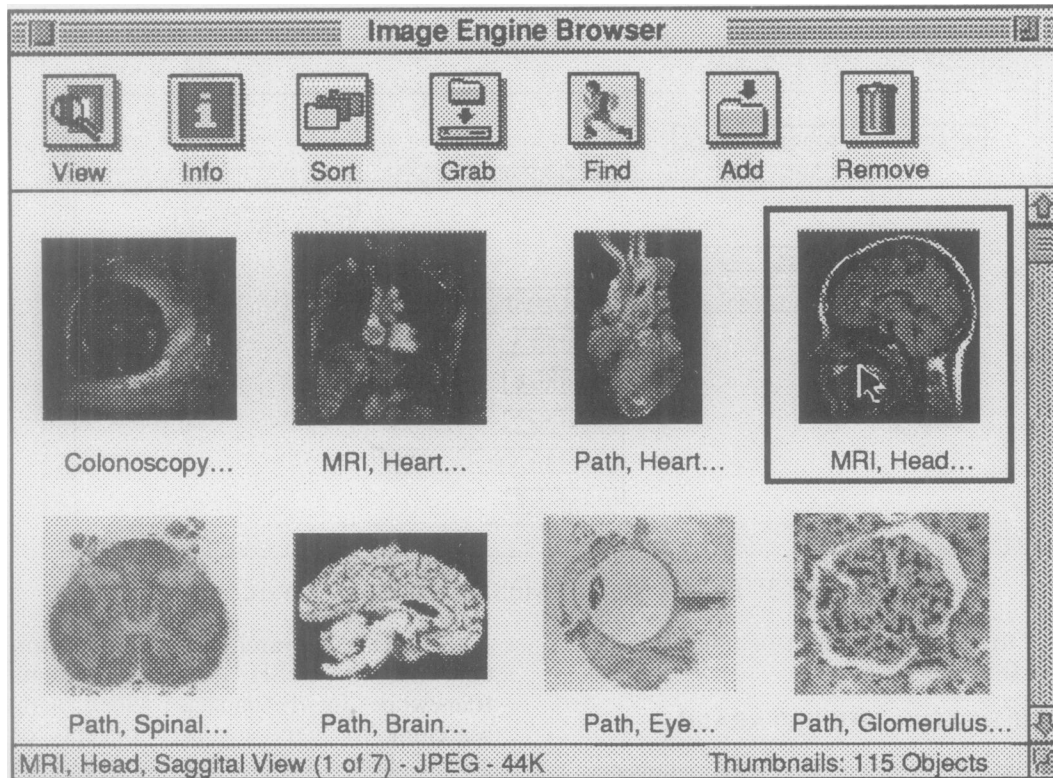 Image Engine Browser
View Info Sort Grab Find Add Remove
Colonoscopy... MRI, Heart... Path, Heart... MRI, Head...
Path, Spinal... Path, Brain... Path, Eye... Path, Glomerulus...
MRI, Head, Saggital View (1 of 7) - JPEG - 44K Thumbnails: 115 Objects